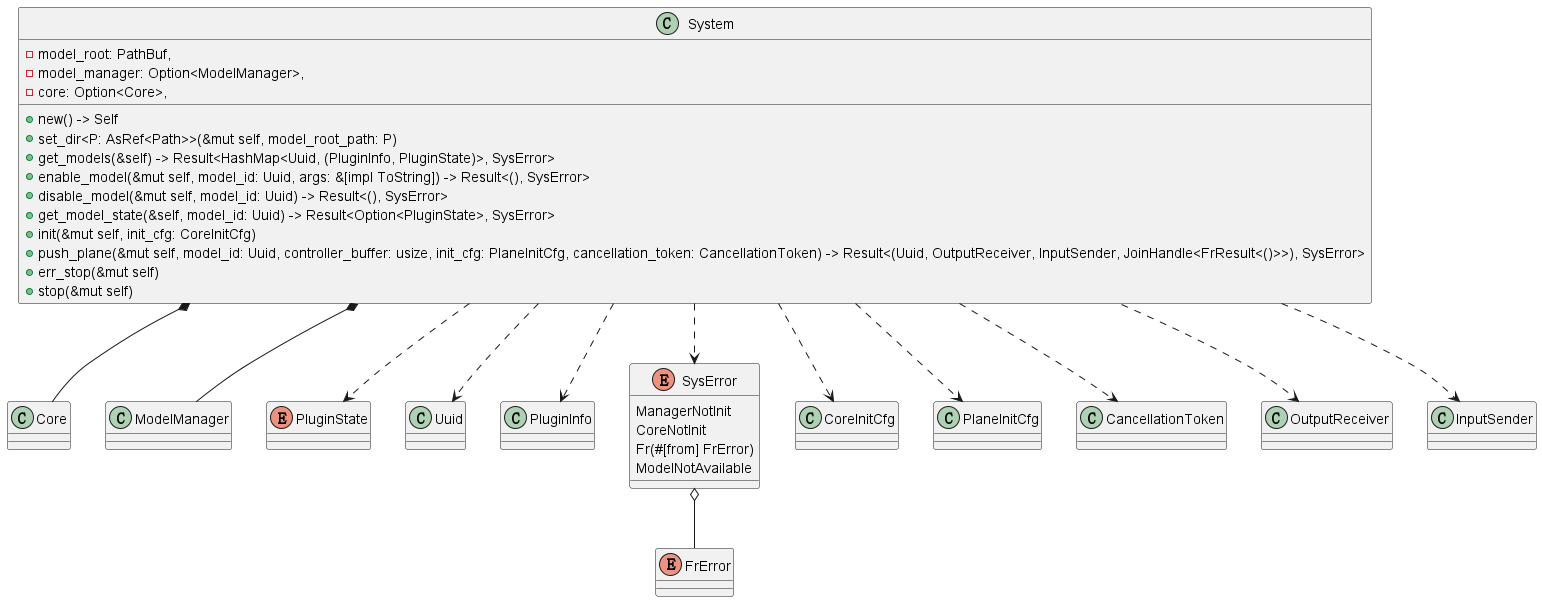 C System
model_root: PathBuf,
model_manager: Option<ModelManager>,
core: Option<Core>,
new() -> Self
set_dir<P: AsRef<Path>>(&mut self, model_root_path: P)
get_models(&self) -> Result<HashMap<Uuid, (PluginInfo, PluginState)>, SysError>
enable_model(&mut self, model_id: Uuid, args: &[impl ToString]) -> Result<(), SysError>
disable_model(&mut self, model_id: Uuid) -> Result<(), SysError>
get_model_state(&self, model_id: Uuid) -> Result<Option<PluginState>, SysError>
init(&mut self, init_cfg: CoreInitCfg)
push_plane(&mut self, model_id: Uuid, controller_buffer: usize, init_cfg: PlaneInitCfg, cancellation_token: CancellationToken) -> Result<(Uuid, OutputReceiver, InputSender, JoinHandle<FrResult<()>>), SysError>
err_stop(&mut self)
stop(&mut self)
C Core
C ModelManager
E PluginState
C Uuid
C PluginInfo
E SysError
ManagerNotInit
CoreNotInit
Fr(#[from] FrError)
ModelNotAvailable
C CoreInitCfg
C PlaneInitCfg
C CancellationToken
C OutputReceiver
C InputSender
E FrError